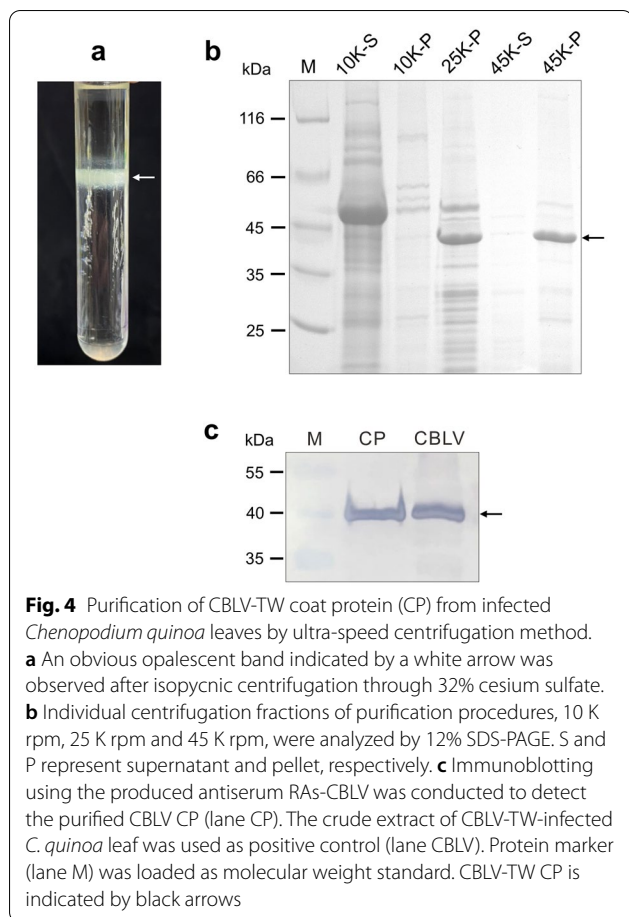 a
b
kDa M 10K-S 10K-P 25K-P 45K-S 45K-P
116
66
45
35
25
c
kDa M CP CBLV
55
40
35
Fig. 4 Purification of CBLV-TW coat protein (CP) from infected
Chenopodium quinoa leaves by ultra-speed centrifugation method.
a An obvious opalescent band indicated by a white arrow was
observed after isopycnic centrifugation through 32% cesium sulfate.
b Individual centrifugation fractions of purification procedures, 10 K
rpm, 25 K rpm and 45 K rpm, were analyzed by 12% SDS-PAGE. S and
P represent supernatant and pellet, respectively. c Immunoblotting
using the produced antiserum RAs-CBLV was conducted to detect
the purified CBLV CP (lane CP). The crude extract of CBLV-TW-infected
C. quinoa leaf was used as positive control (lane CBLV). Protein marker
(lane M) was loaded as molecular weight standard. CBLV-TW CP is
indicated by black arrows